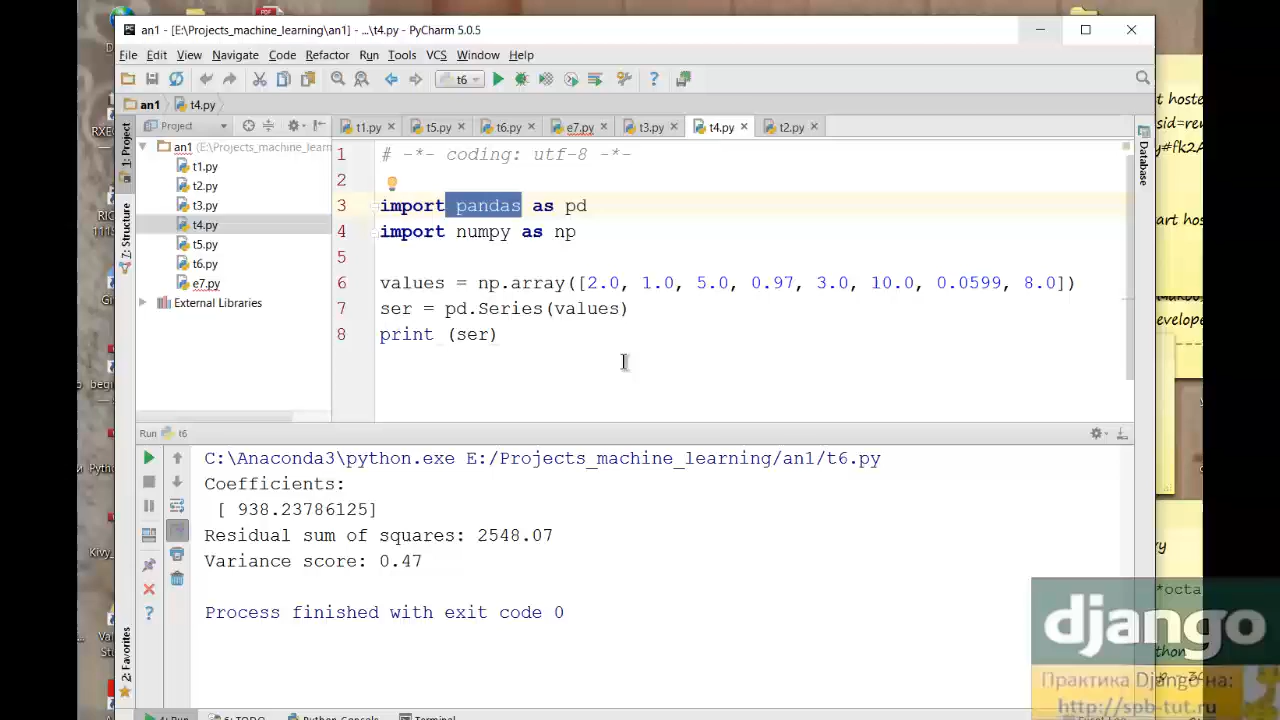 an1 - [E:\Projects_machine_learning\an1] - ...\t4.py - PyCharm 5.0.5
File Edit View Navigate Code Refactor Run Tools VCS Window Help
t6
an1 t4.py
Project t1.py t5.py t6.py e7.py t3.py t4.py t2.py
1: Project
Z: Structure
Favorites
Database
an1 (E:\Projects_machine_learn
t1.py
t2.py
t3.py
t4.py
t5.py
t6.py
e7.py
External Libraries
1 # -*- coding: utf-8 -*-
2
3 import pandas as pd
4 import numpy as np
5
6 values = np.array([2.0, 1.0, 5.0, 0.97, 3.0, 10.0, 0.0599, 8.0])
7 ser = pd.Series(values)
8 print (ser)
Run t6
C:\Anaconda3\python.exe E:/Projects_machine_learning/an1/t6.py
Coefficients:
[ 938.23786125]
Residual sum of squares: 2548.07
Variance score: 0.47
Process finished with exit code 0
4: Run 6: TODO Python Console Terminal
django
Практика Django на:
http://spb-tut.ru